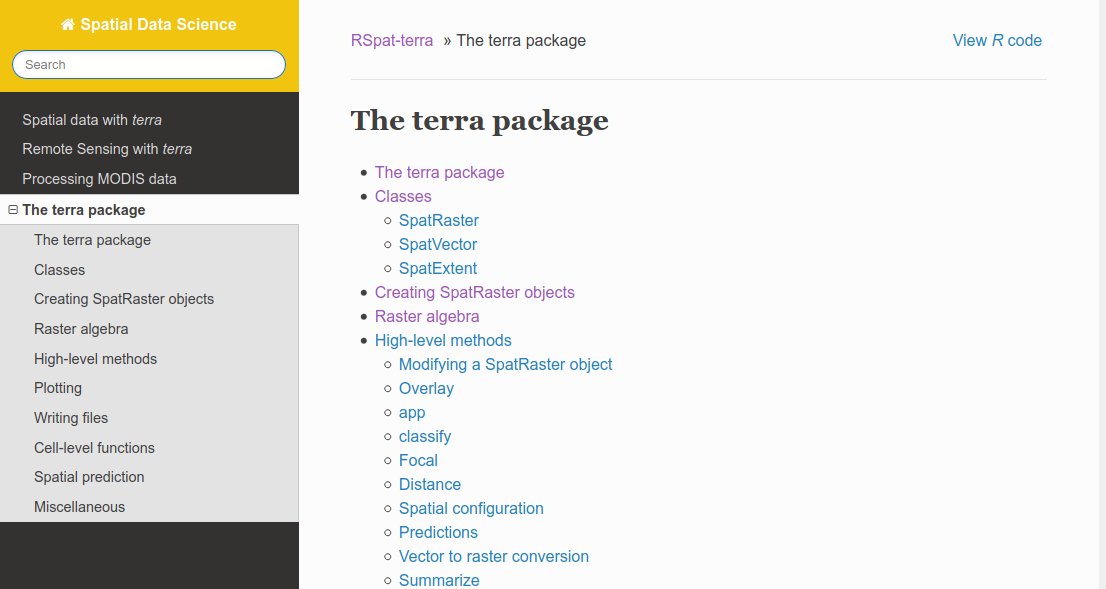 Spatial Data Science
Search
Spatial data with terra
Remote Sensing with terra
Processing MODIS data
The terra package
The terra package
Classes
Creating SpatRaster objects
Raster algebra
High-level methods
Plotting
Writing files
Cell-level functions
Spatial prediction
Miscellaneous
RSpat-terra » The terra package
View R code
The terra package
The terra package
Classes
SpatRaster
SpatVector
SpatExtent
Creating SpatRaster objects
Raster algebra
High-level methods
Modifying a SpatRaster object
Overlay
app
classify
Focal
Distance
Spatial configuration
Predictions
Vector to raster conversion
Summarize